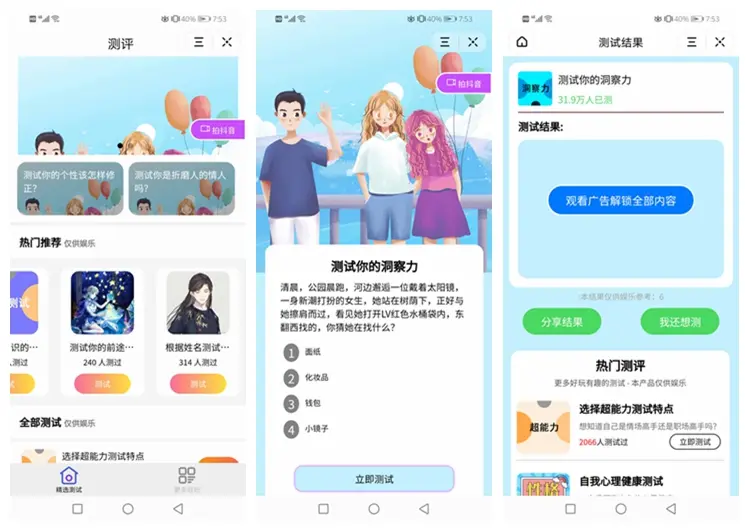 40% 7:53
测评
拍抖音
测试你的个性该怎样修正?
测试你是折磨人的情人吗?
热门推荐 仅供娱乐
测试
识的…
测试你的前途…
根据姓名测试…
人测过
240 人测过
314 人测过
测试
测试
全部测试 仅供娱乐
选择超能力测试特点
精选测试
40% 7:53
拍抖音
测试你的洞察力
清晨,公园晨跑,河边邂逅一位戴着太阳镜,
一身新潮打扮的女生,她站在树荫下,正好与
她擦肩而过,看见她打开LV红色水桶袋内,东
翻西找的,你猜她在找什么?
1 面纸
2 化妆品
3 钱包
4 小镜子
立即测试
40% 7:53
测试结果
洞察力
测试你的洞察力
31.9万人已测
测试结果:
观看广告解锁全部内容
·本结果仅供娱乐参考:6
分享结果
我还想测
热门测评
更多好玩有趣的测试 - 本产品仅供娱乐
超能力
选择超能力测试特点
想知道自己是情场高手还是职场高手吗?
2066人测试过
立即测试
性格
自我心理健康测试